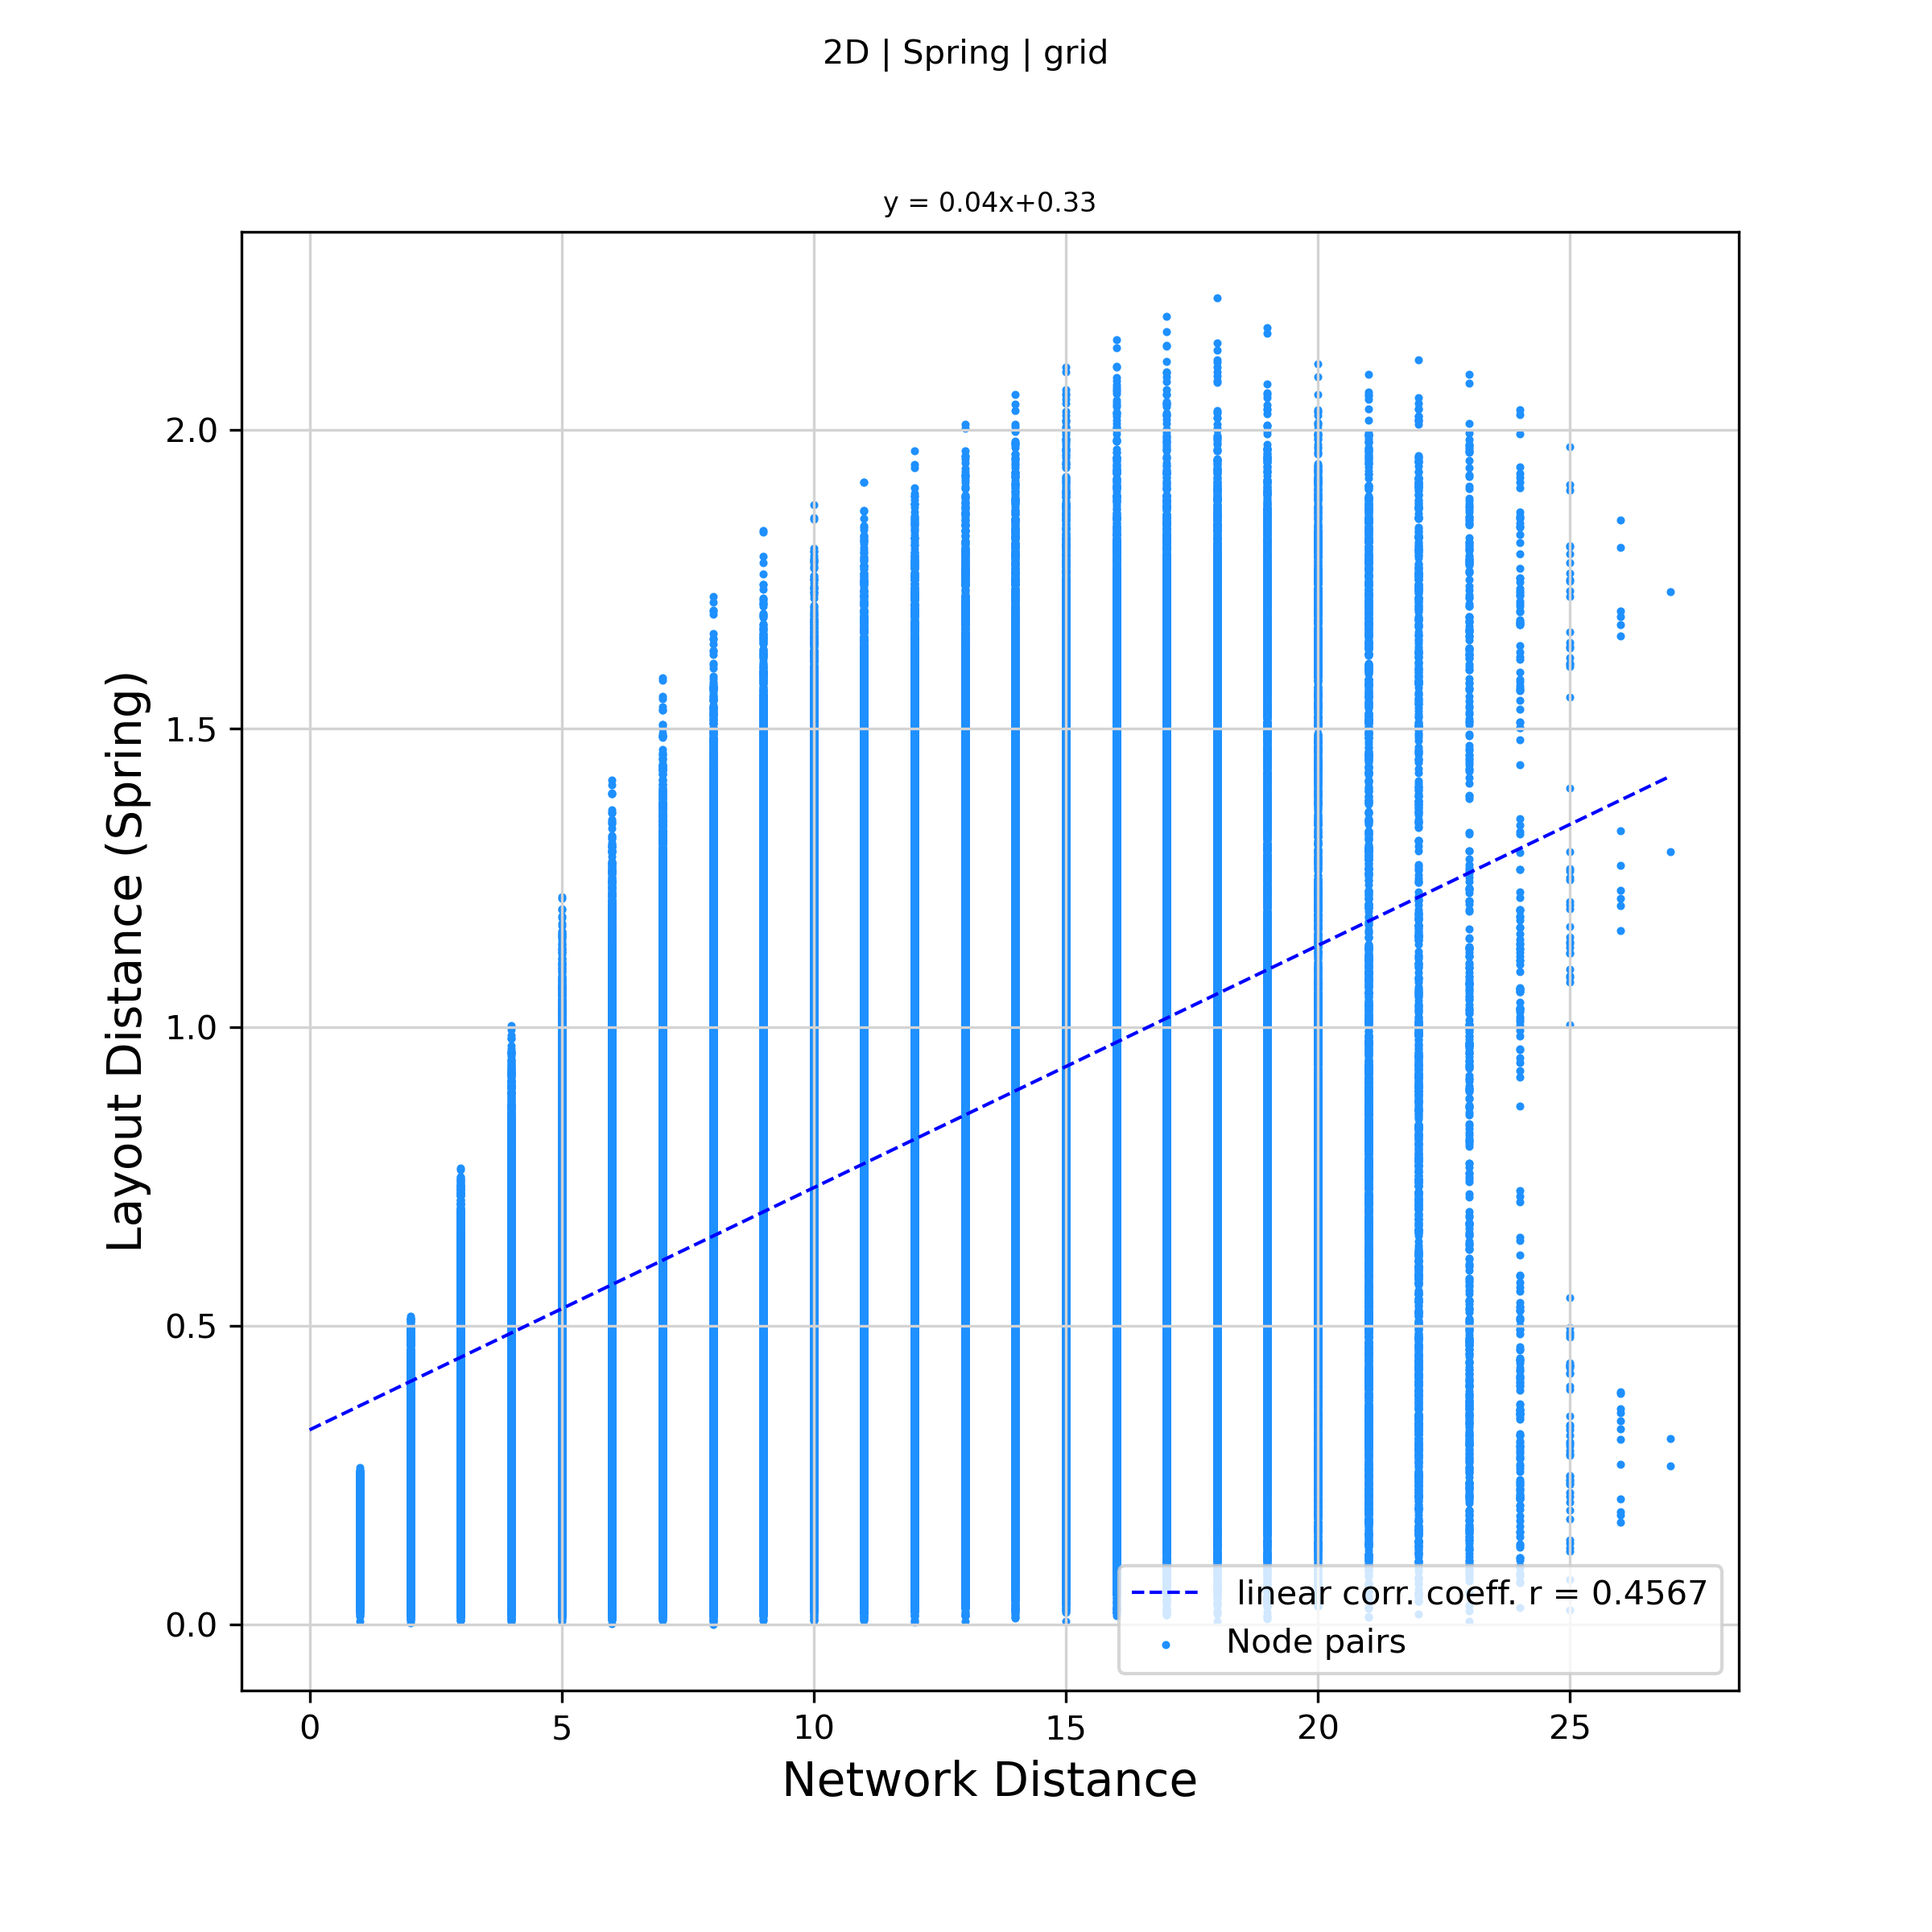 2D | Spring | grid
y = 0.04x+0.33
Layout Distance (Spring)
2.0
1.5
1.0
0.5
0.0
linear corr. coeff. r = 0.4567
Node pairs
0 5 10 15 20 25
Network Distance